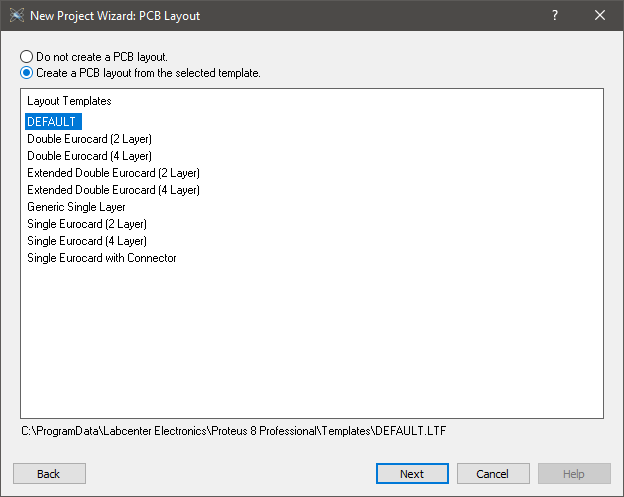 New Project Wizard: PCB Layout
?
Do not create a PCB layout.
Create a PCB layout from the selected template.
Layout Templates
DEFAULT
Double Eurocard (2 Layer)
Double Eurocard (4 Layer)
Extended Double Eurocard (2 Layer)
Extended Double Eurocard (4 Layer)
Generic Single Layer
Single Eurocard (2 Layer)
Single Eurocard (4 Layer)
Single Eurocard with Connector
C:\ProgramData\Labcenter Electronics\Proteus 8 Professional\Templates\DEFAULT.LTF
Back Next Cancel Help